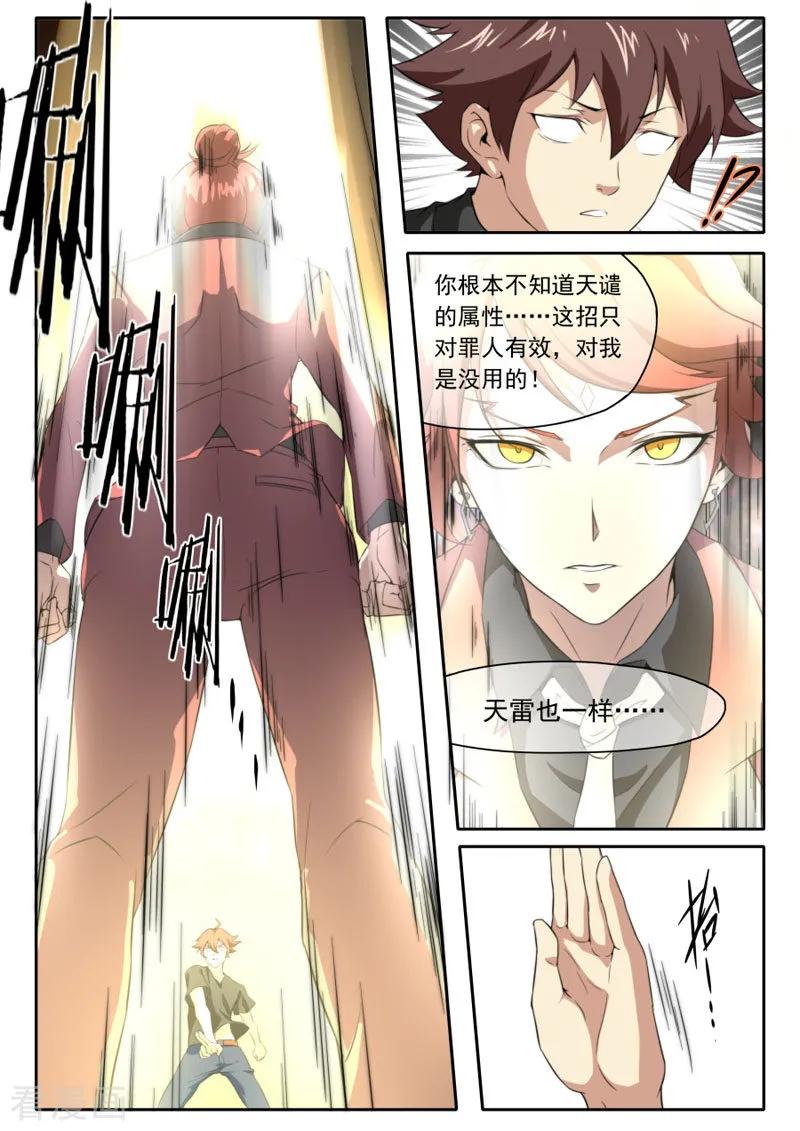 唰
唰
唰……
!?
你根本不知道天谴
的属性……这招只
对罪人有效，对我
是没用的！
天雷也一样……
抬！
看漫画